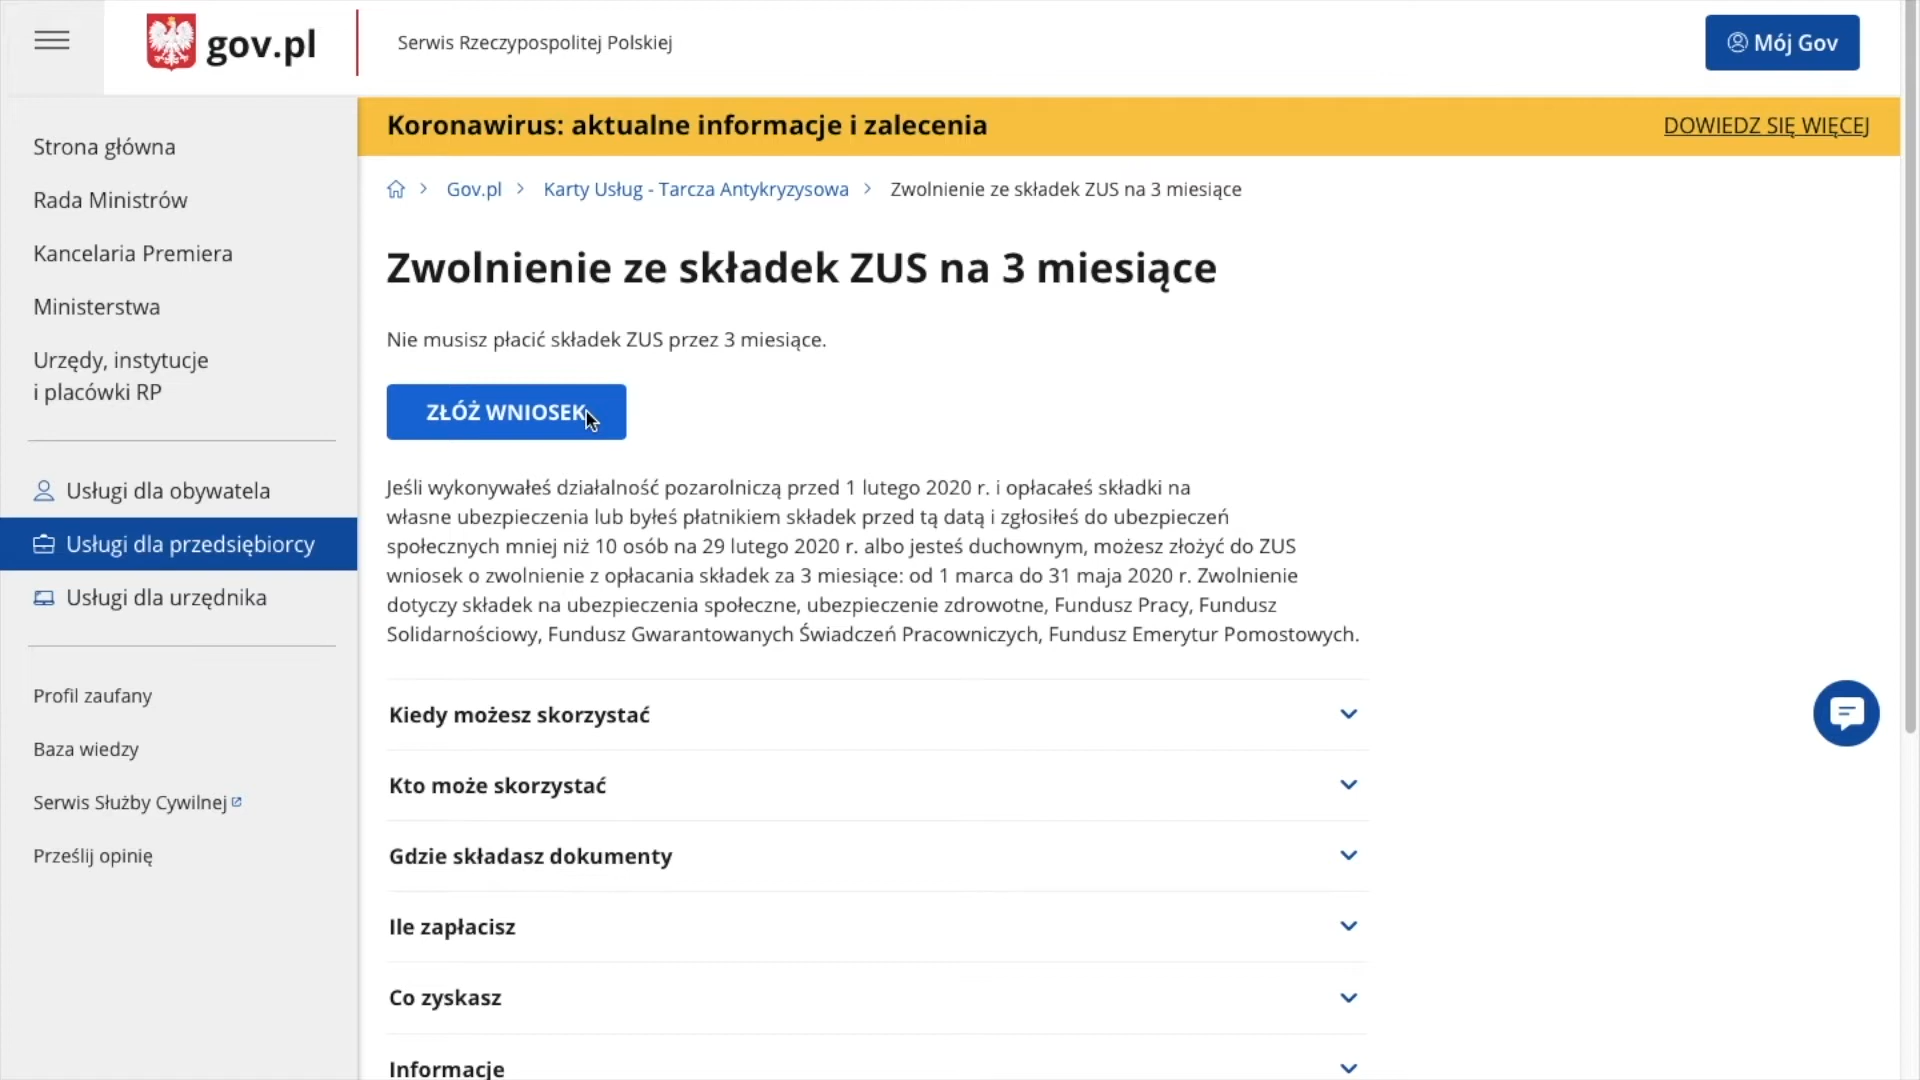 gov.pl
Serwis Rzeczypospolitej Polskiej
Mój Gov
Strona główna
Rada Ministrów
Kancelaria Premiera
Ministerstwa
Urzędy, instytucje
i placówki RP
Usługi dla obywatela
Usługi dla przedsiębiorcy
Usługi dla urzędnika
Profil zaufany
Baza wiedzy
Serwis Służby Cywilnej
Prześlij opinię
Koronawirus: aktualne informacje i zalecenia
DOWIEDZ SIĘ WIĘCEJ
Gov.pl > Karty Usług - Tarcza Antykryzysowa > Zwolnienie ze składek ZUS na 3 miesiące
Zwolnienie ze składek ZUS na 3 miesiące
Nie musisz płacić składek ZUS przez 3 miesiące.
ZŁÓŻ WNIOSEK
Jeśli wykonywałeś działalność pozarolniczą przed 1 lutego 2020 r. i opłacałeś składki na
własne ubezpieczenia lub byłeś płatnikiem składek przed tą datą i zgłosiłeś do ubezpieczeń
społecznych mniej niż 10 osób na 29 lutego 2020 r. albo jesteś duchownym, możesz złożyć do ZUS
wniosek o zwolnienie z opłacania składek za 3 miesiące: od 1 marca do 31 maja 2020 r. Zwolnienie
dotyczy składek na ubezpieczenia społeczne, ubezpieczenie zdrowotne, Fundusz Pracy, Fundusz
Solidarnościowy, Fundusz Gwarantowanych Świadczeń Pracowniczych, Fundusz Emerytur Pomostowych.
Kiedy możesz skorzystać
Kto może skorzystać
Gdzie składasz dokumenty
Ile zapłacisz
Co zyskasz
Informacje